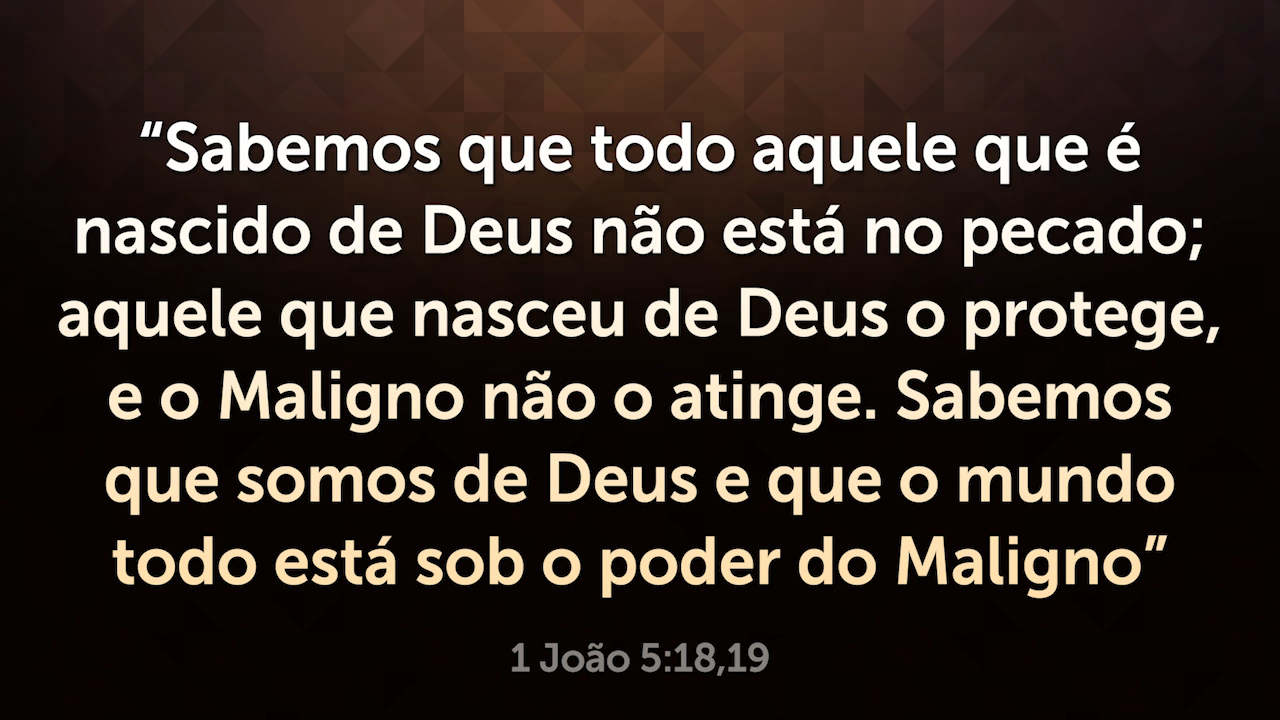 “Sabemos que todo aquele que é
nascido de Deus não está no pecado;
aquele que nasceu de Deus o protege,
e o Maligno não o atinge. Sabemos
que somos de Deus e que o mundo
todo está sob o poder do Maligno”
1 João 5:18,19